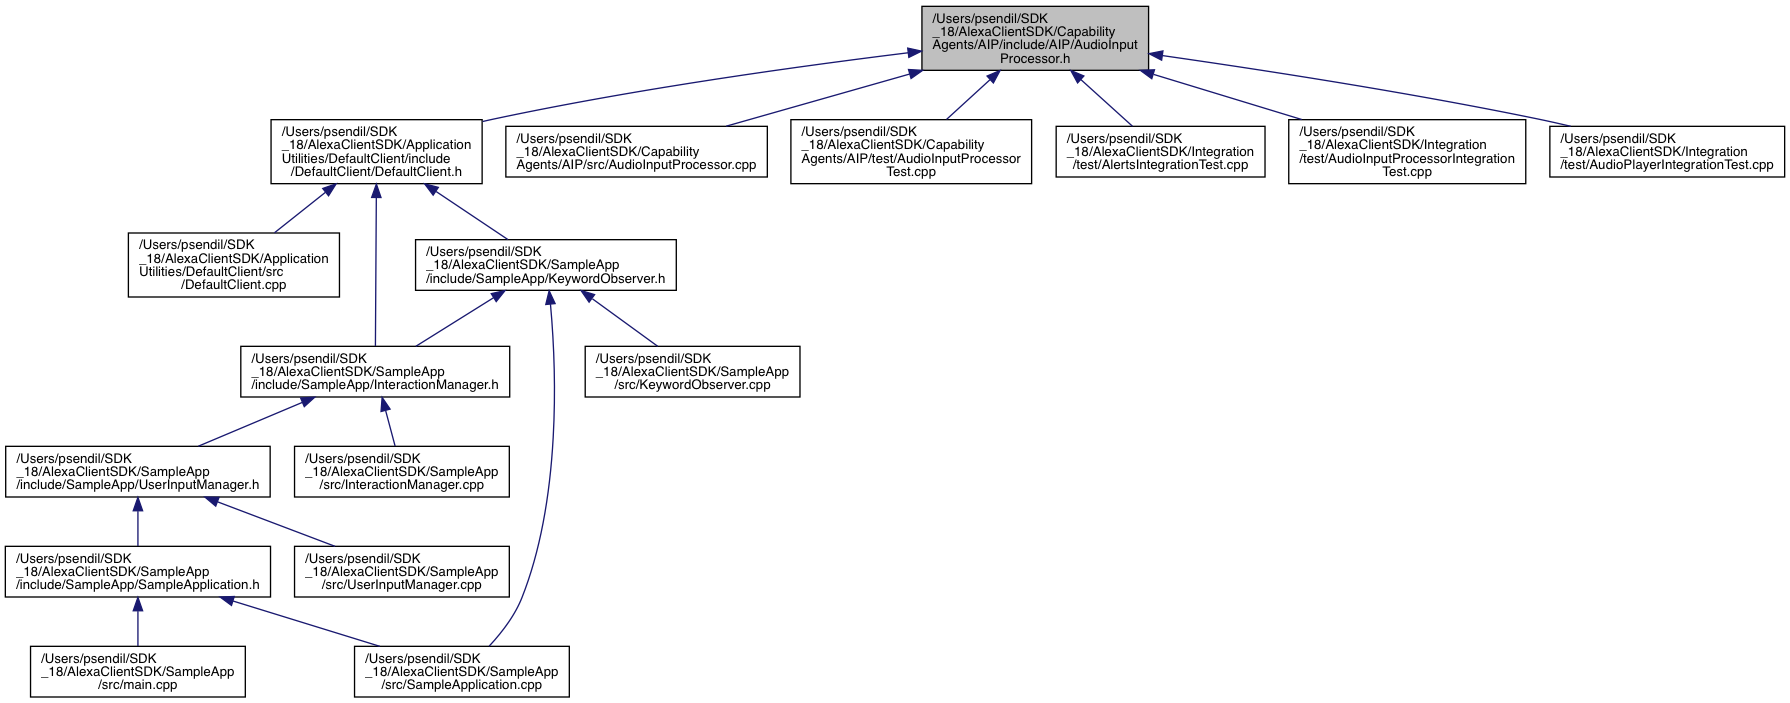 /Users/psendil/SDK
_18/AlexaClientSDK/Capability
Agents/AIP/include/AIP/AudioInput
Processor.h
/Users/psendil/SDK
_18/AlexaClientSDK/Application
Utilities/DefaultClient/include
/DefaultClient/DefaultClient.h
/Users/psendil/SDK
_18/AlexaClientSDK/Capability
Agents/AIP/src/AudioInputProcessor.cpp
/Users/psendil/SDK
_18/AlexaClientSDK/Capability
Agents/AIP/test/AudioInputProcessor
Test.cpp
/Users/psendil/SDK
_18/AlexaClientSDK/Integration
/test/AlertsIntegrationTest.cpp
/Users/psendil/SDK
_18/AlexaClientSDK/Integration
/test/AudioInputProcessorIntegration
Test.cpp
/Users/psendil/SDK
_18/AlexaClientSDK/Integration
/test/AudioPlayerIntegrationTest.cpp
/Users/psendil/SDK
_18/AlexaClientSDK/Application
Utilities/DefaultClient/src
/DefaultClient.cpp
/Users/psendil/SDK
_18/AlexaClientSDK/SampleApp
/include/SampleApp/KeywordObserver.h
/Users/psendil/SDK
_18/AlexaClientSDK/SampleApp
/include/SampleApp/InteractionManager.h
/Users/psendil/SDK
_18/AlexaClientSDK/SampleApp
/src/KeywordObserver.cpp
/Users/psendil/SDK
_18/AlexaClientSDK/SampleApp
/include/SampleApp/UserInputManager.h
/Users/psendil/SDK
_18/AlexaClientSDK/SampleApp
/src/InteractionManager.cpp
/Users/psendil/SDK
_18/AlexaClientSDK/SampleApp
/include/SampleApp/SampleApplication.h
/Users/psendil/SDK
_18/AlexaClientSDK/SampleApp
/src/UserInputManager.cpp
/Users/psendil/SDK
_18/AlexaClientSDK/SampleApp
/src/main.cpp
/Users/psendil/SDK
_18/AlexaClientSDK/SampleApp
/src/SampleApplication.cpp